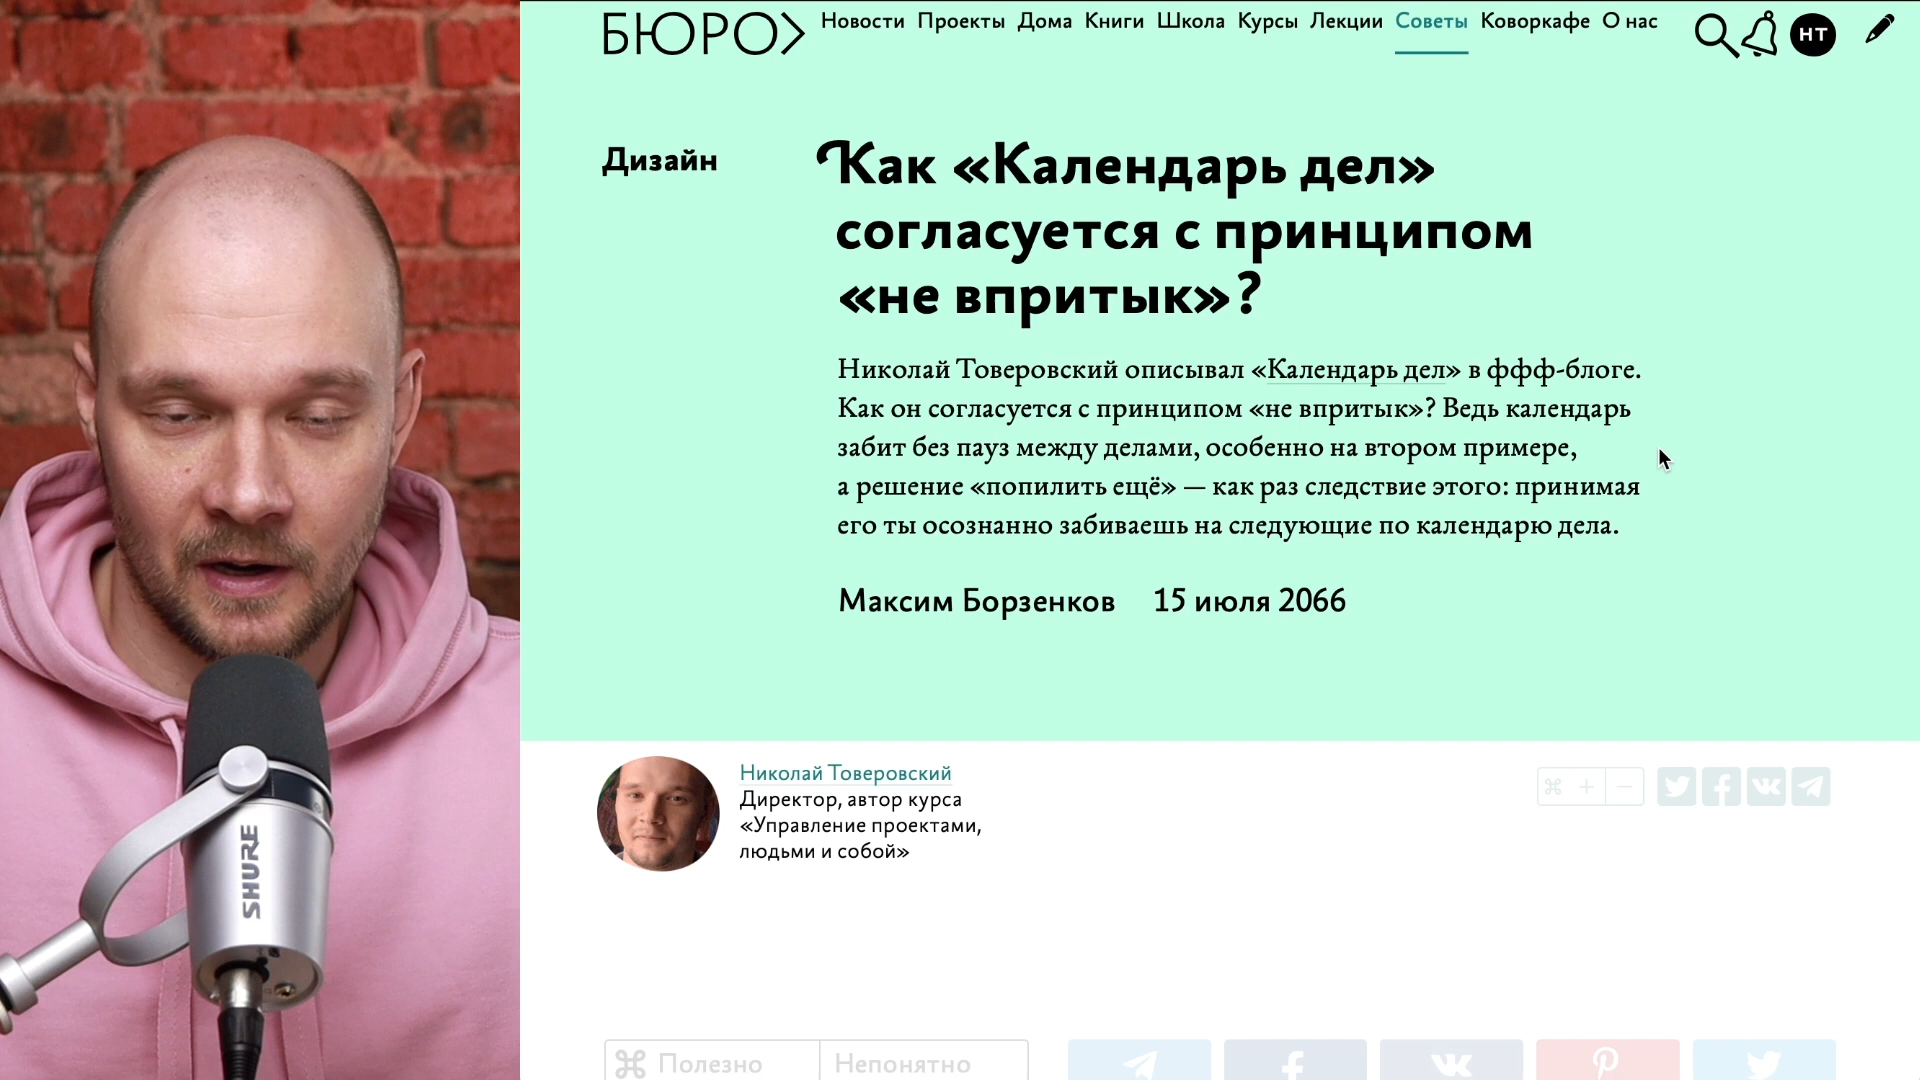 БЮРО
Новости Проекты Дома Книги Школа Курсы Лекции Советы Коворкафе О нас
НТ
Дизайн
Как «Календарь дел»
согласуется с принципом
«не впритык»?
Николай Товеровский описывал «Календарь дел» в ффф-блоге.
Как он согласуется с принципом «не впритык»? Ведь календарь
забит без пауз между делами, особенно на втором примере,
а решение «попилить ещё» — как раз следствие этого: принимая
его ты осознанно забиваешь на следующие по календарю дела.
Максим Борзенков 15 июля 2066
Николай Товеровский
Директор, автор курса
«Управление проектами,
людьми и собой»
⌘ + −
SHURE
⌘ Полезно Непонятно